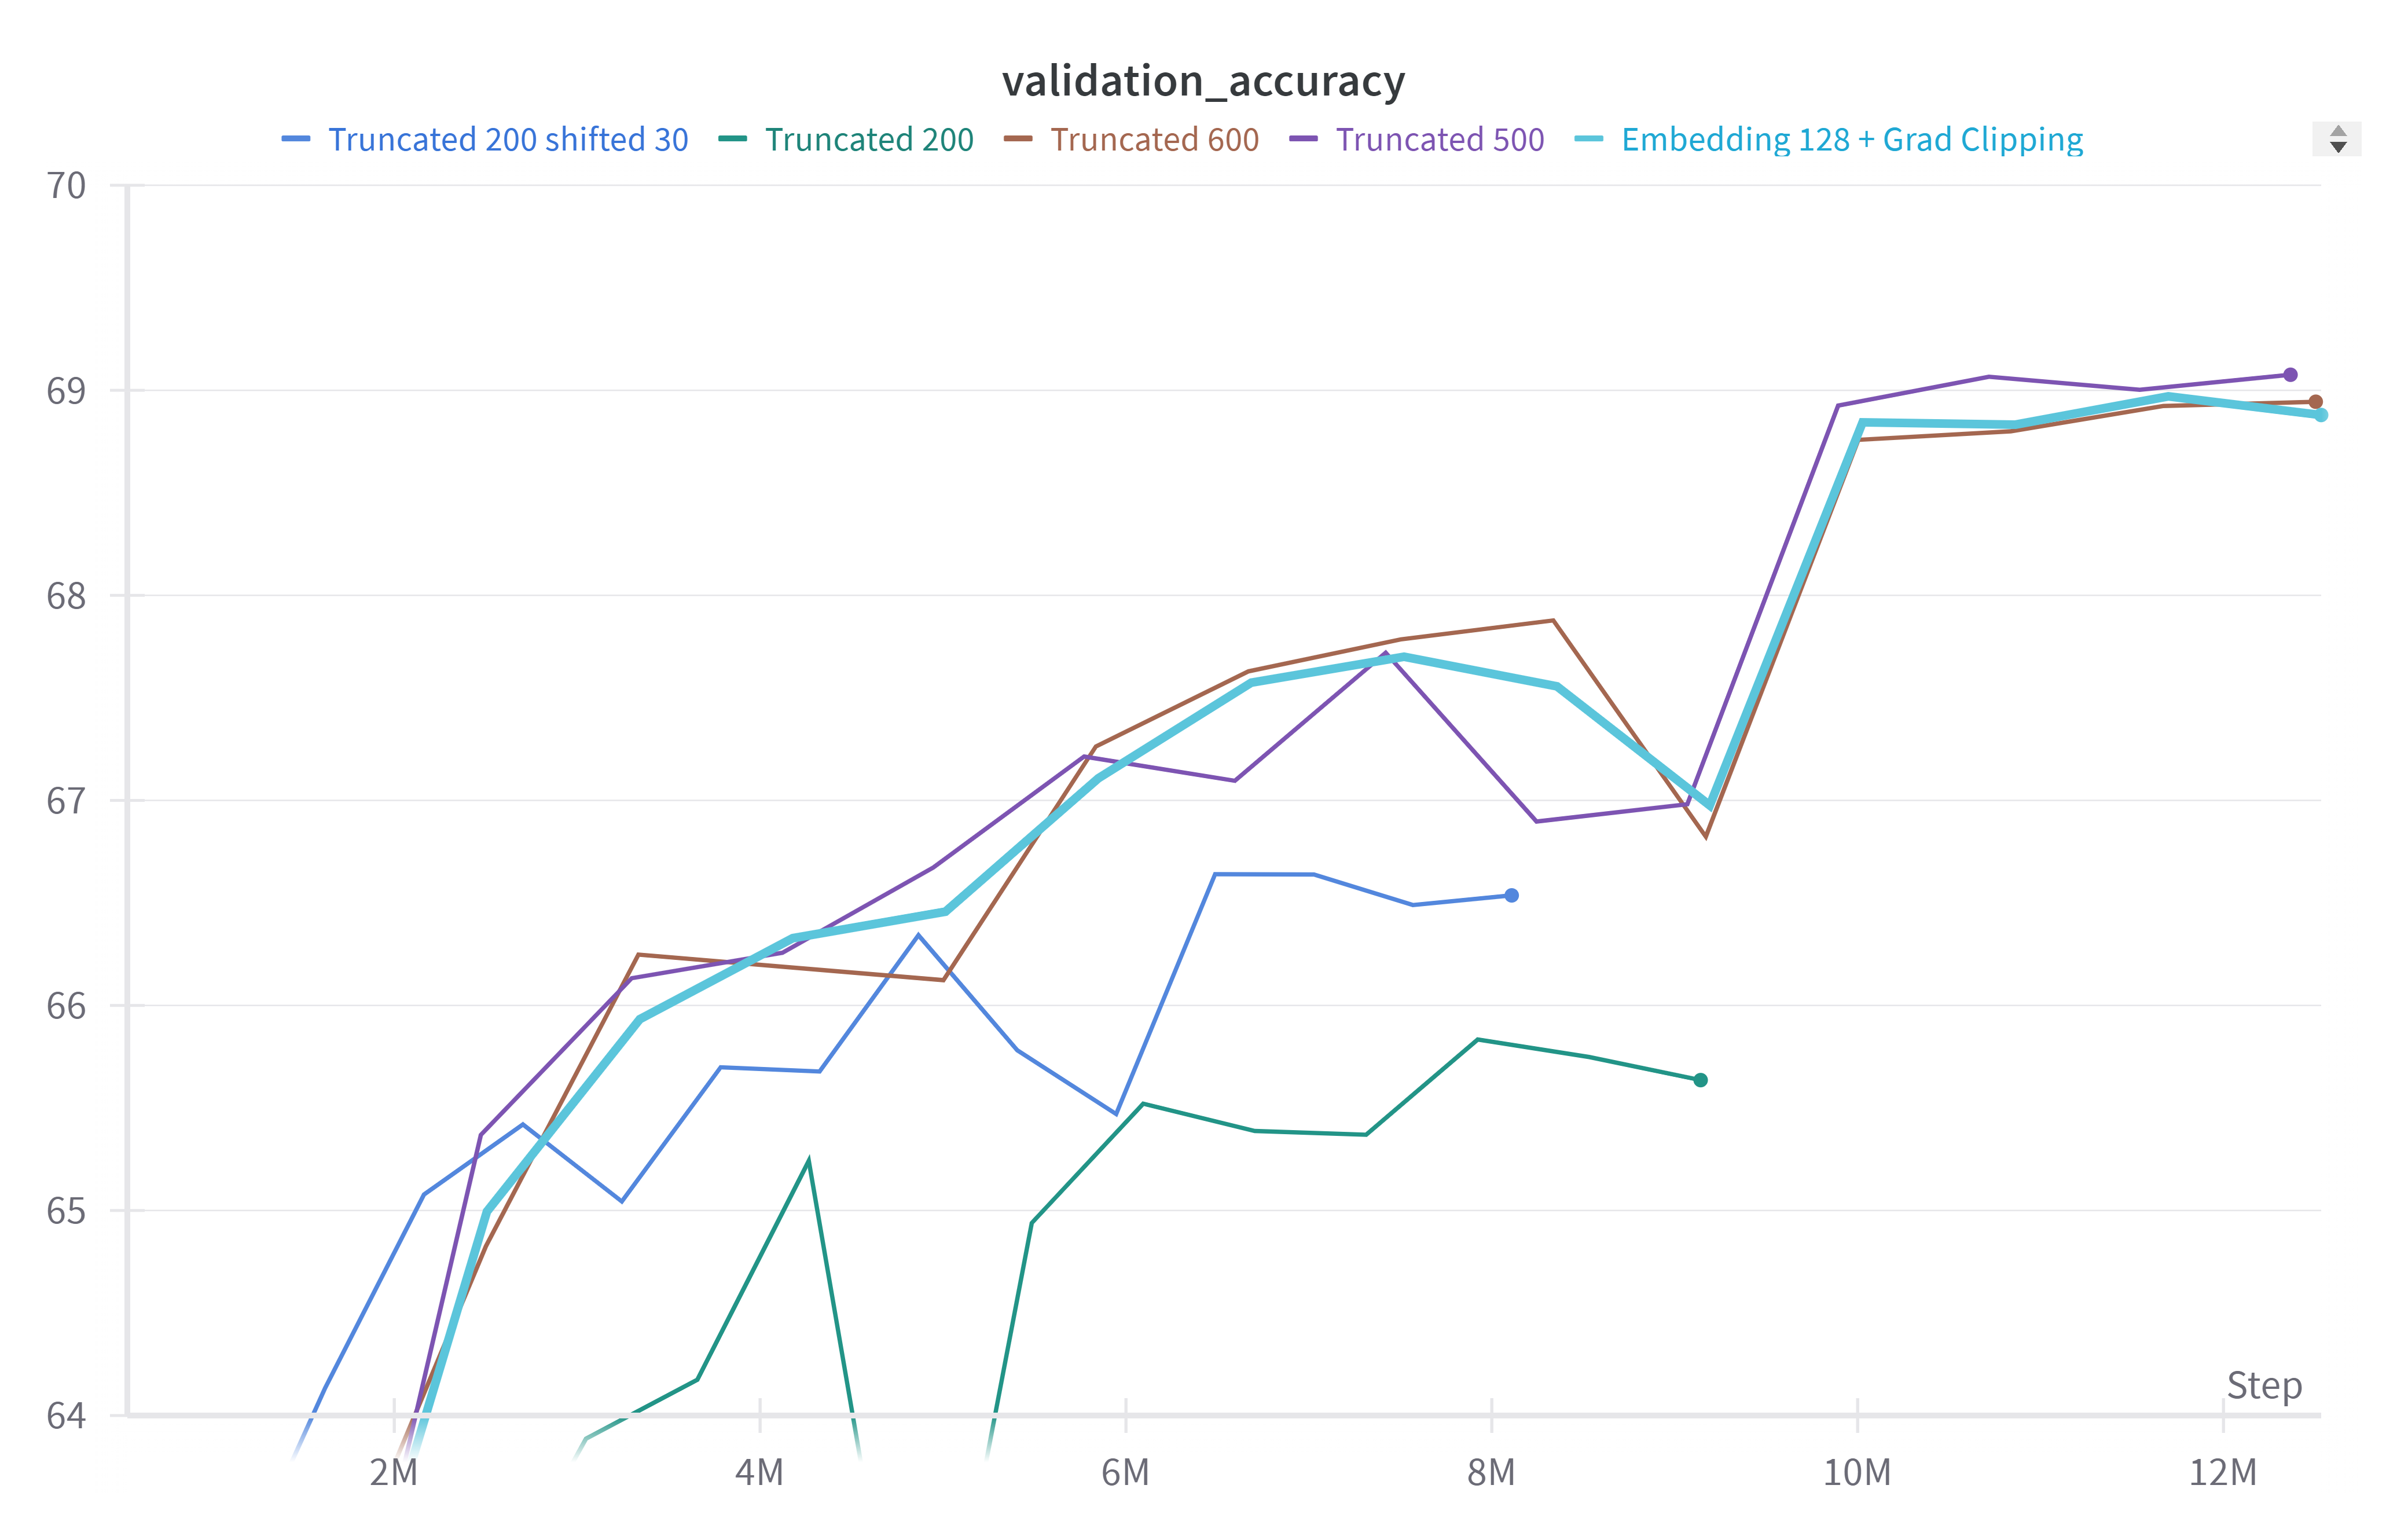 validation_accuracy
Truncated 200 shifted 30 Truncated 200 Truncated 600 Truncated 500 Embedding 128 + Grad Clipping
70
69
68
67
66
65
64
Step
2M 4M 6M 8M 10M 12M